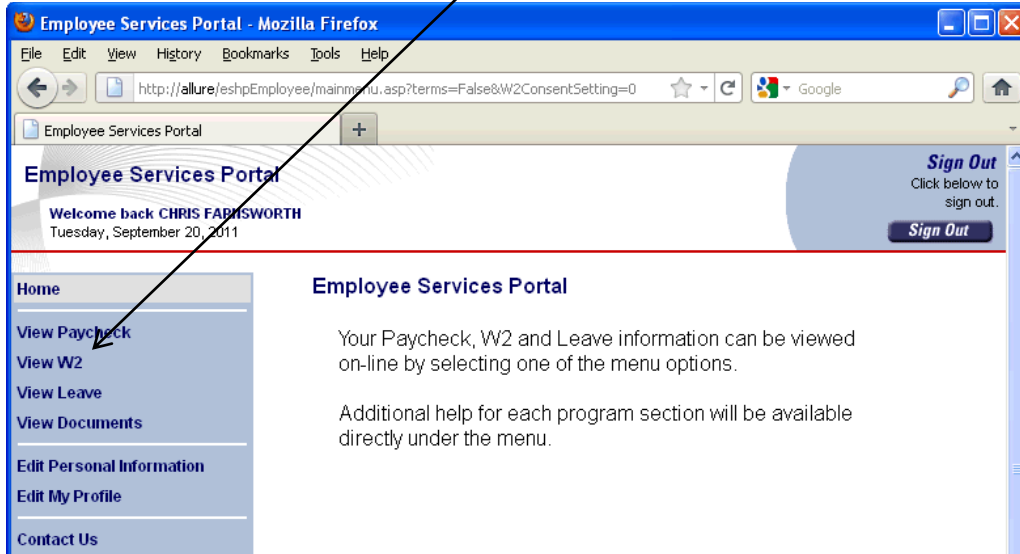 Employee Services Portal - Mozilla Firefox
File Edit View History Bookmarks Tools Help
http://allure/eshpEmployee/mainmenu.asp?terms=False&W2ConsentSetting=0 Google
Employee Services Portal +
Employee Services Portal
Welcome back CHRIS FARNSWORTH
Tuesday, September 20, 2011
Sign Out
Click below to
sign out.
Sign Out
Home
View Paycheck
View W2
View Leave
View Documents
Edit Personal Information
Edit My Profile
Contact Us
Employee Services Portal
Your Paycheck, W2 and Leave information can be viewed
on-line by selecting one of the menu options.
Additional help for each program section will be available
directly under the menu.